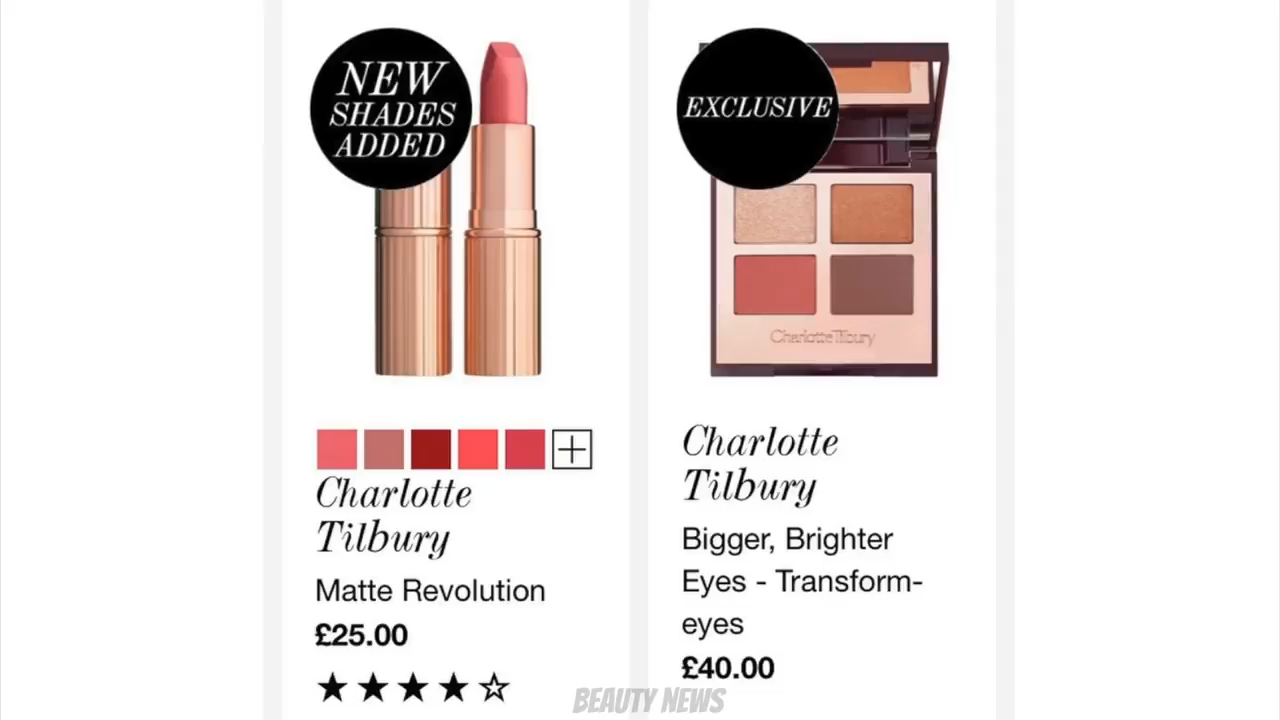 NEW
SHADES
ADDED
Charlotte
Tilbury
Matte Revolution
£25.00
EXCLUSIVE
Charlotte Tilbury
Charlotte
Tilbury
Bigger, Brighter
Eyes - Transform-
eyes
£40.00
BEAUTY NEWS